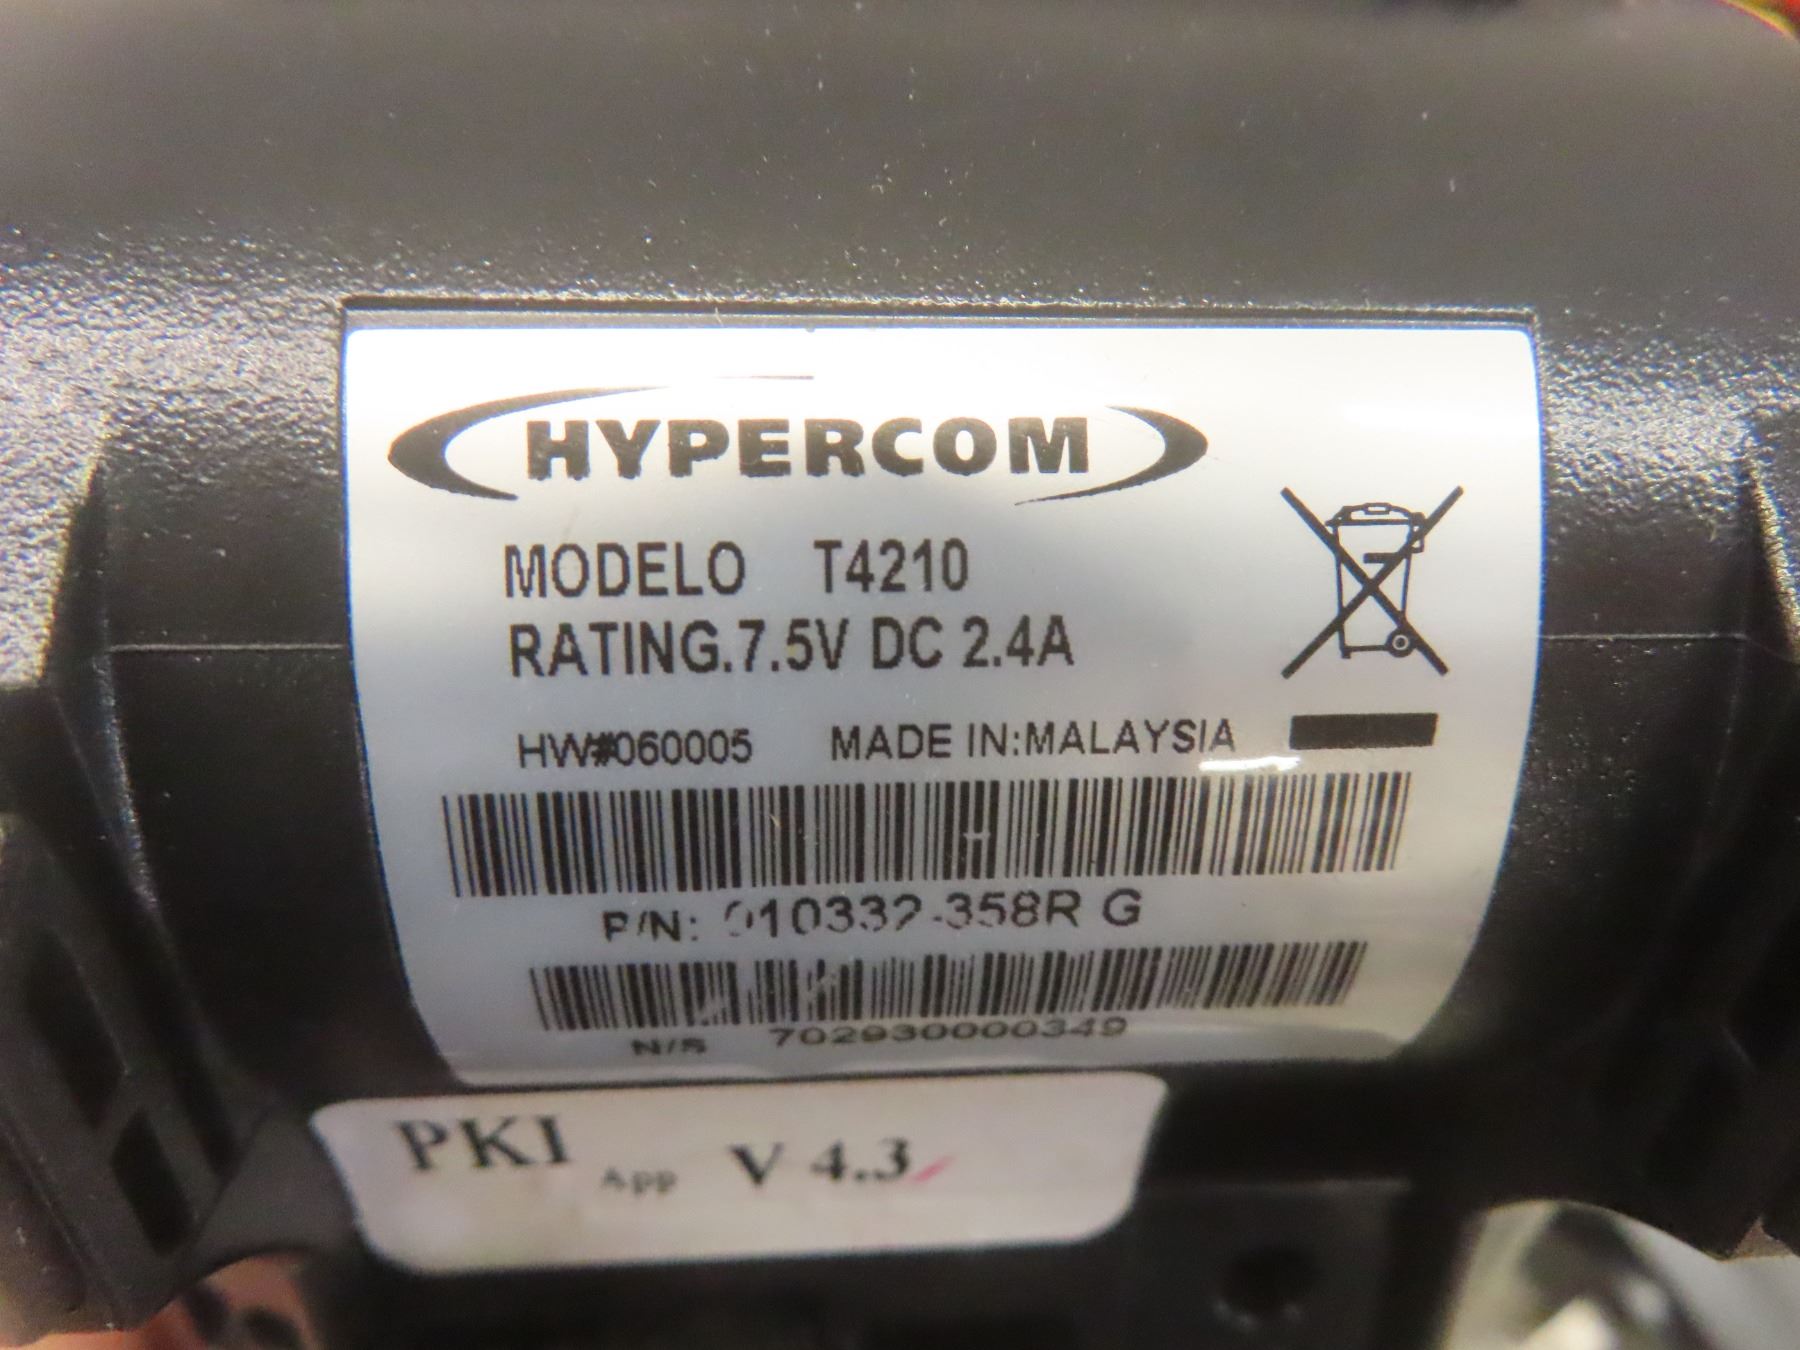 HYPERCOM
MODELO T4210
RATING.7.5V DC 2.4A
HW#060005 MADE IN:MALAYSIA
P/N: 010332-358R G
N/S 702930000349
PKI App V 4.3